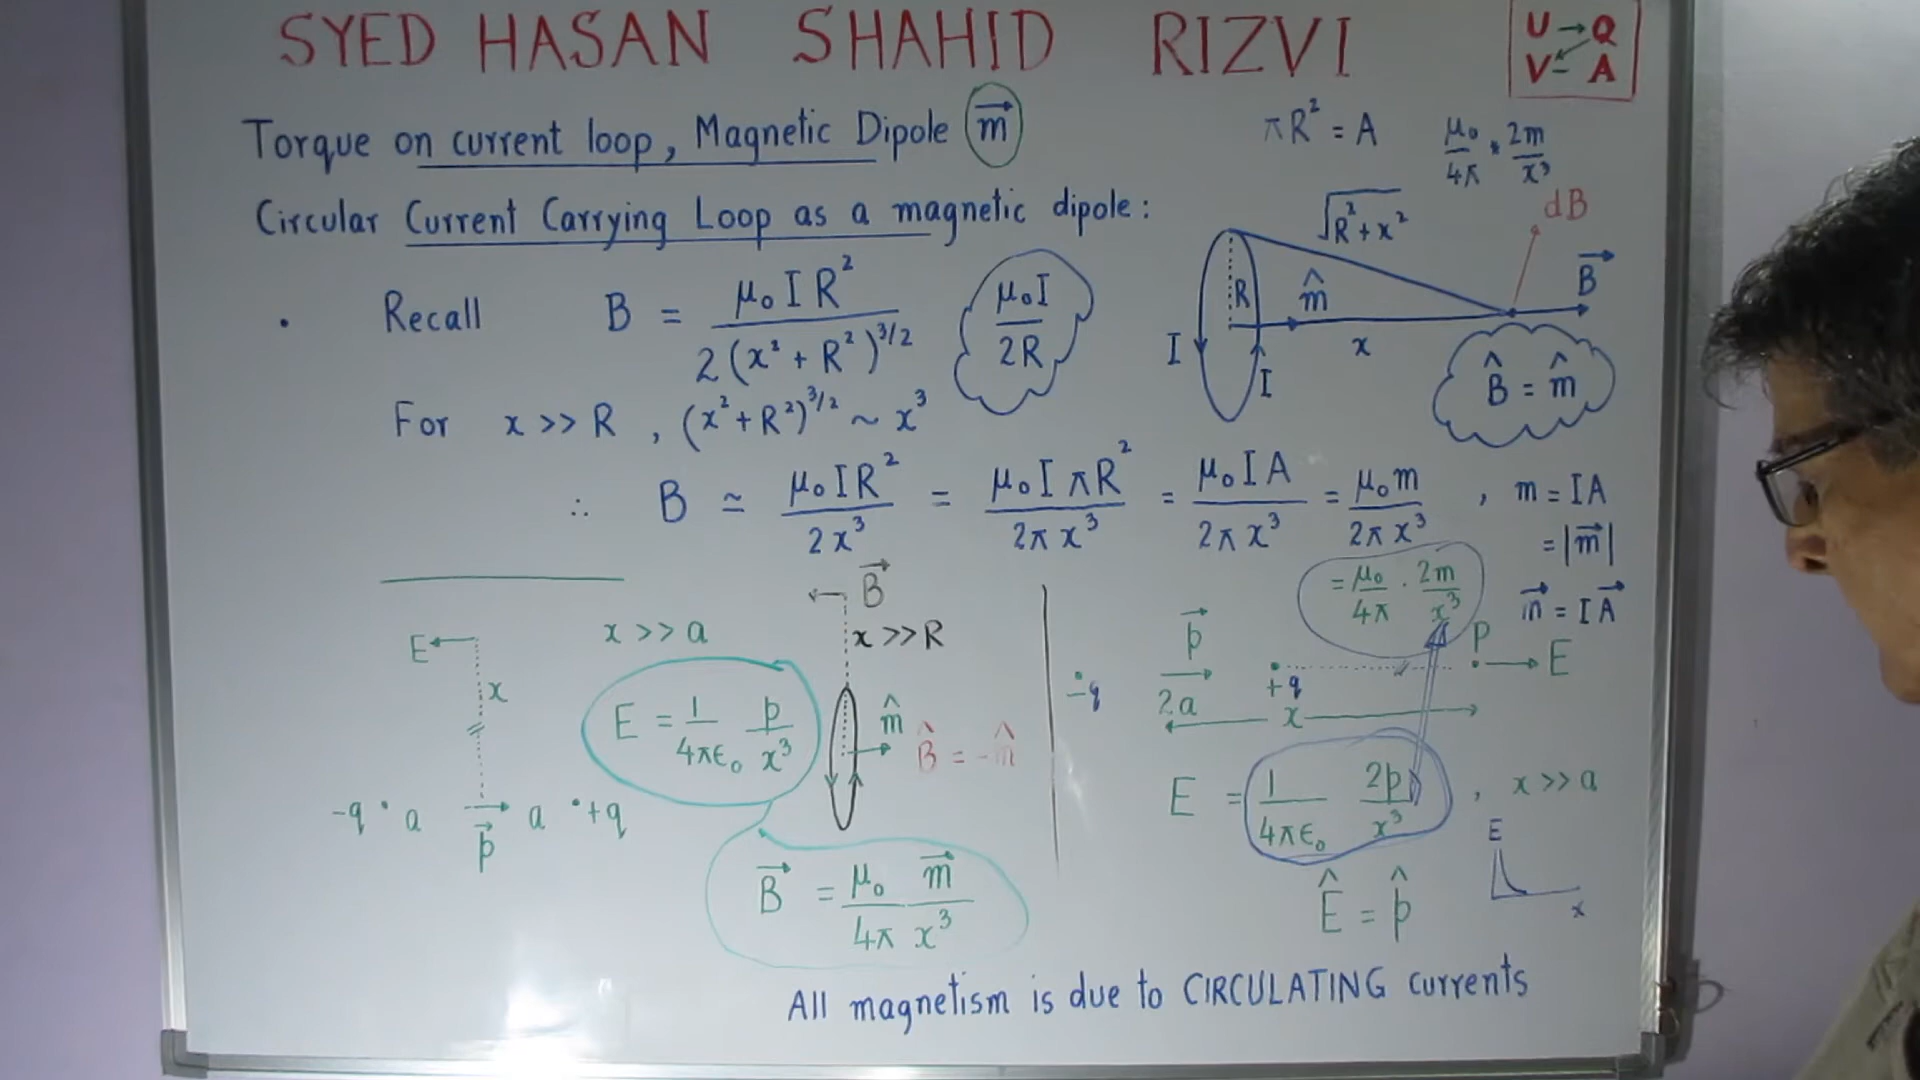 SYED HASAN SHAHID RIZVI
U → Q
V - A
Torque on current loop, Magnetic Dipole m⃗
πR² = A
μ₀/4π * 2m/x³
Circular Current Carrying Loop as a magnetic dipole:
√R²+x²
dB
B⃗
R
m̂
x
I
I
B̂ = m̂
. Recall B = μ₀IR² / 2(x²+R²)^3/2
μ₀I/2R
For x >> R , (x²+R²)^3/2 ~ x³
∴ B ≃ μ₀IR²/2x³ = μ₀IπR²/2πx³ = μ₀IA/2πx³ = μ₀m/2πx³ , m = IA
= |m⃗|
= μ₀/4π . 2m/x³
m⃗ = IA⃗
B⃗
x >> R
m̂
B̂ = -m̂
E
x
x >> a
E = 1/4πε₀ p/x³
-q a p⃗ a +q
B⃗ = μ₀/4π m⃗/x³
-q
p⃗
2a
+q
P
E
x
E = 1/4πε₀ 2p/x³ , x >> a
Ê = p̂
E
x
All magnetism is due to CIRCULATING currents